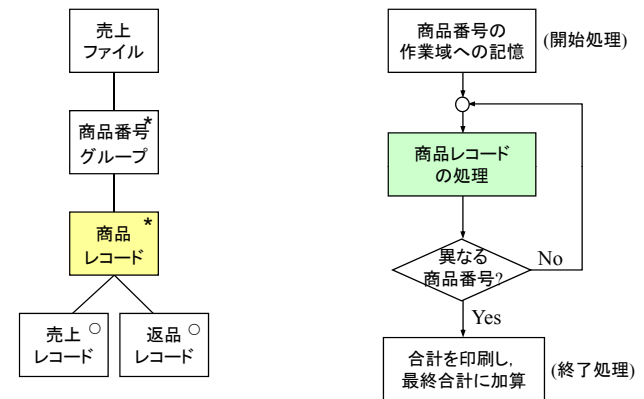 売上
ファイル
商品番号*
グループ
商品*
レコード
売上○
レコード
返品○
レコード
商品番号の
作業域への記憶
(開始処理)
商品レコード
の処理
異なる
商品番号?
No
Yes
合計を印刷し,
最終合計に加算
(終了処理)